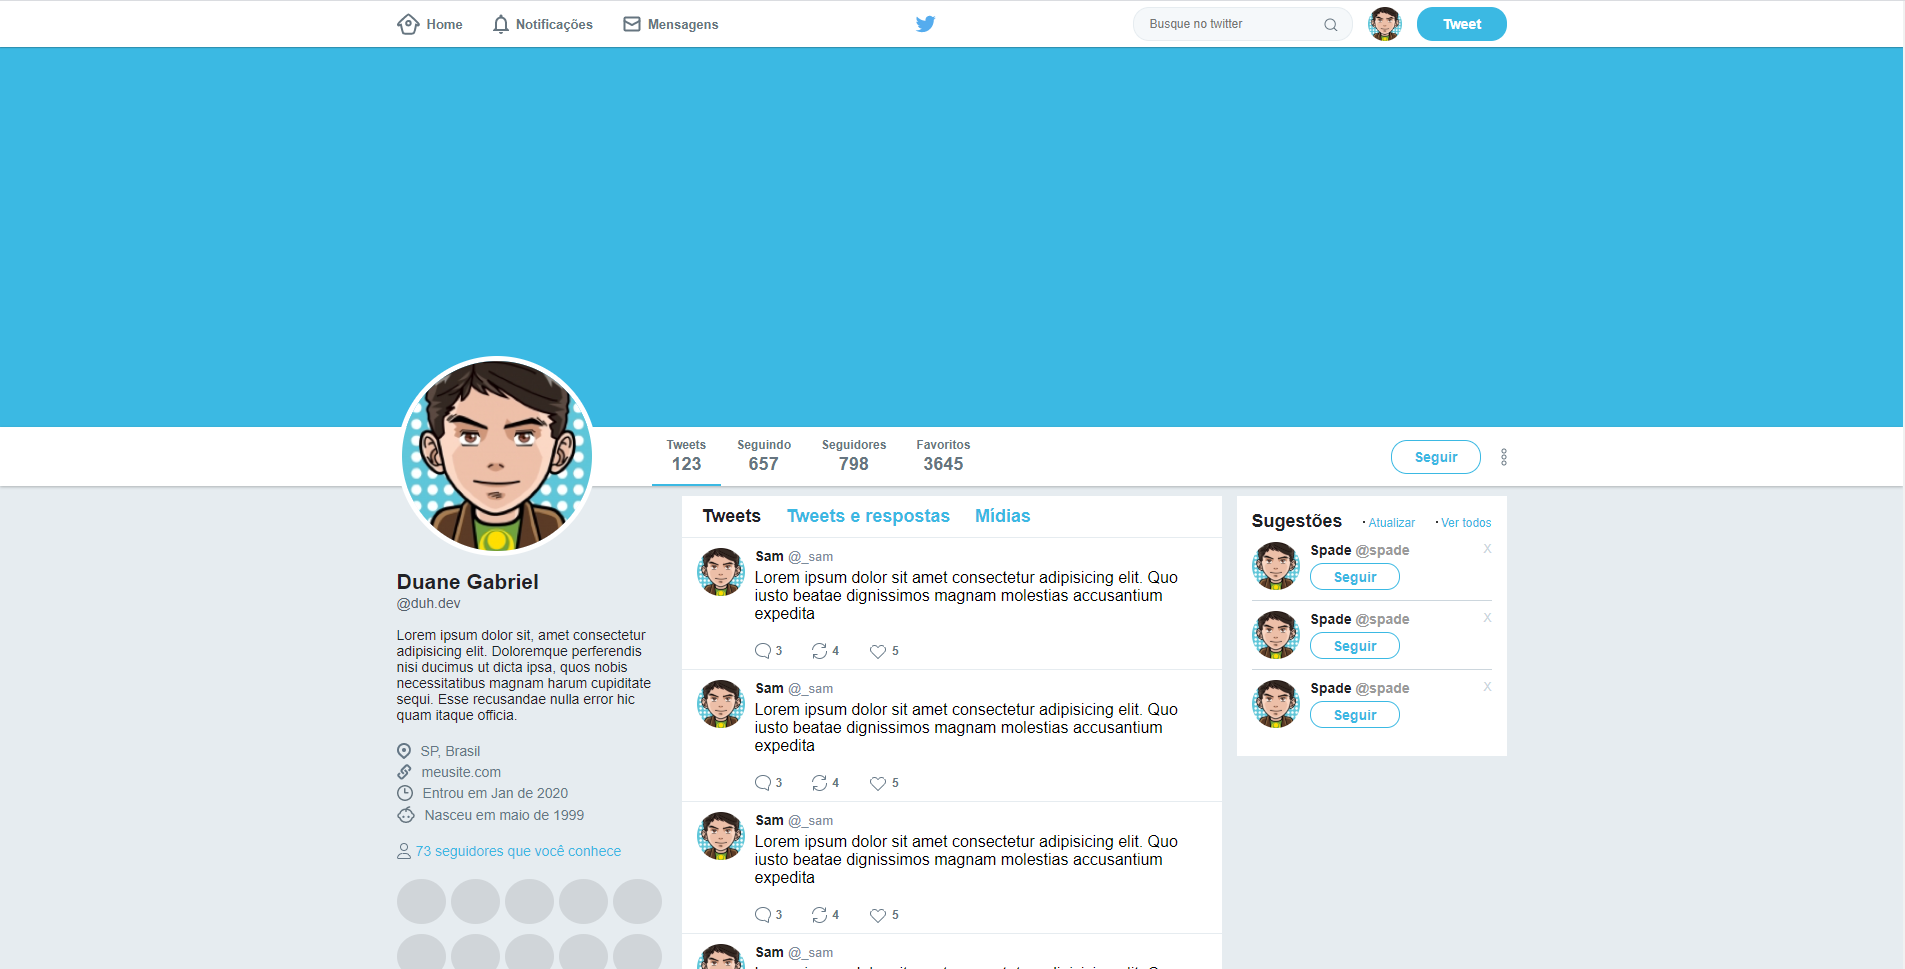 Home
Notificações
Mensagens
Busque no twitter
Tweet
Tweets
123
Seguindo
657
Seguidores
798
Favoritos
3645
Seguir
Duane Gabriel
@duh.dev
Lorem ipsum dolor sit, amet consectetur
adipisicing elit. Doloremque perferendis
nisi ducimus ut dicta ipsa, quos nobis
necessitatibus magnam harum cupiditate
sequi. Esse recusandae nulla error hic
quam itaque officia.
SP, Brasil
meusite.com
Entrou em Jan de 2020
Nasceu em maio de 1999
73 seguidores que você conhece
Tweets
Tweets e respostas
Mídias
Sam @_sam
Lorem ipsum dolor sit amet consectetur adipisicing elit. Quo
iusto beatae dignissimos magnam molestias accusantium
expedita
3 4 5
Sam @_sam
Lorem ipsum dolor sit amet consectetur adipisicing elit. Quo
iusto beatae dignissimos magnam molestias accusantium
expedita
3 4 5
Sam @_sam
Lorem ipsum dolor sit amet consectetur adipisicing elit. Quo
iusto beatae dignissimos magnam molestias accusantium
expedita
3 4 5
Sam @_sam
Sugestões · Atualizar · Ver todos
Spade @spade X
Seguir
Spade @spade X
Seguir
Spade @spade X
Seguir